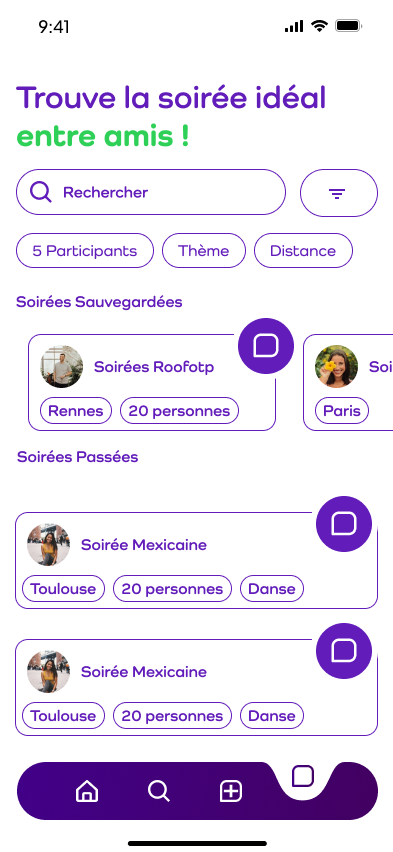 9:41
Trouve la soirée idéal
entre amis !
Rechercher
5 Participants
Thème
Distance
Soirées Sauvegardées
Soirées Roofotp
Soi
Rennes
20 personnes
Paris
Soirées Passées
Soirée Mexicaine
Toulouse
20 personnes
Danse
Soirée Mexicaine
Toulouse
20 personnes
Danse